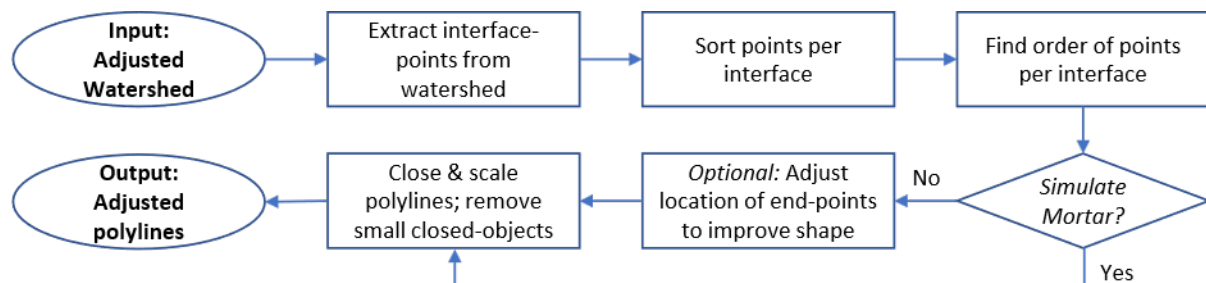 Input:
Adjusted
Watershed
Extract interface-
points from
watershed
Sort points per
interface
Find order of points
per interface
Simulate
Mortar?
No
Yes
Optional: Adjust
location of end-points
to improve shape
Close & scale
polylines; remove
small closed-objects
Output:
Adjusted
polylines